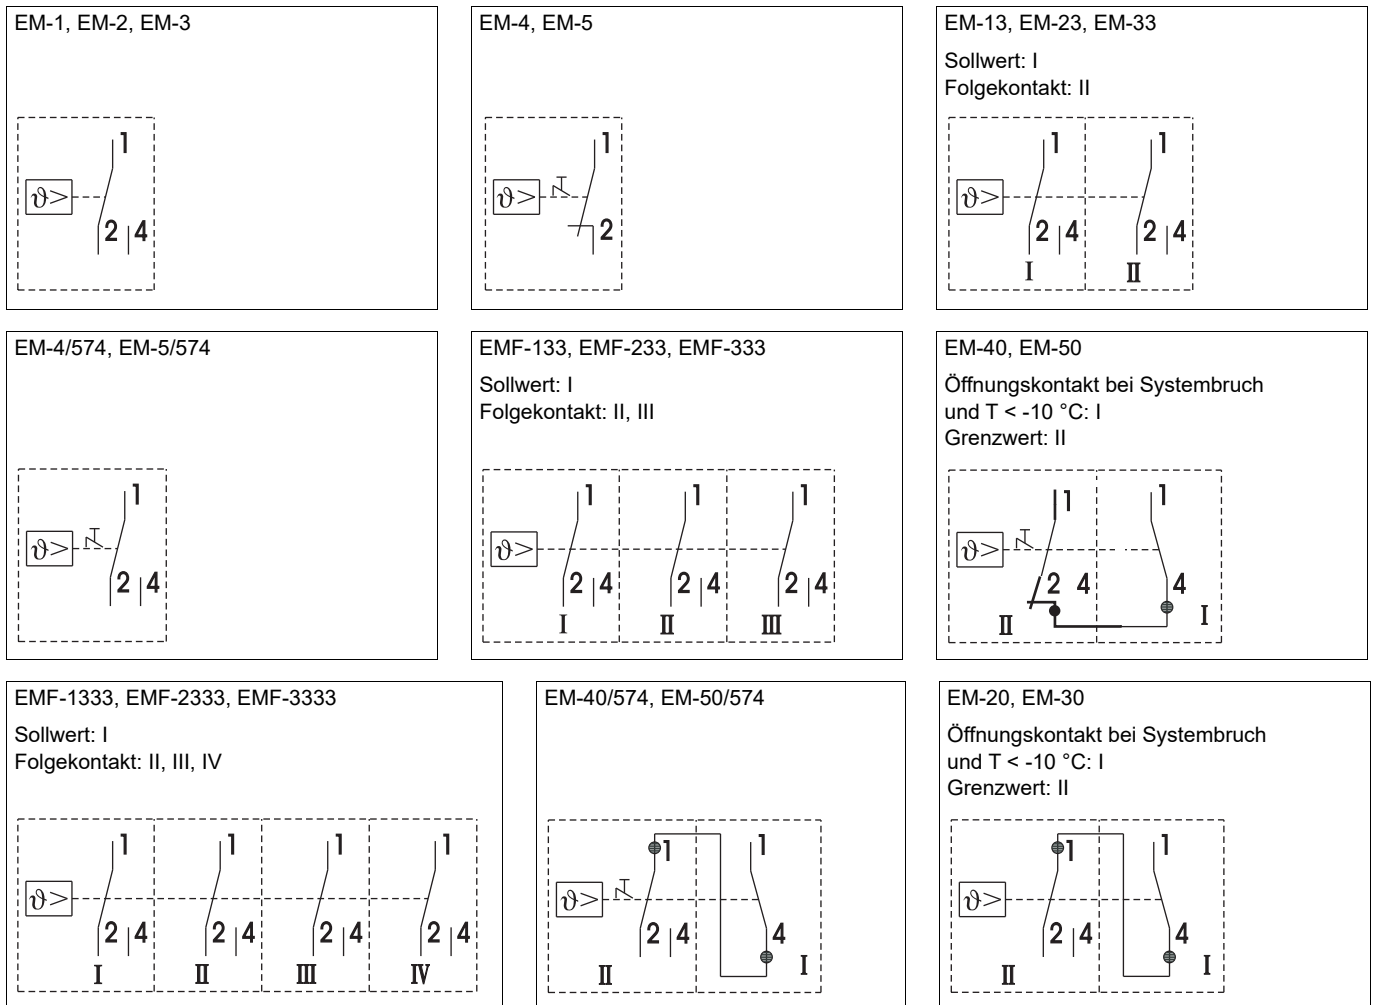 EM-1, EM-2, EM-3
1
ϑ>
2 4
EM-4, EM-5
1
ϑ>
2
EM-13, EM-23, EM-33
Sollwert: I
Folgekontakt: II
1 1
ϑ>
2 4 2 4
I II
EM-4/574, EM-5/574
1
ϑ>
2 4
EMF-133, EMF-233, EMF-333
Sollwert: I
Folgekontakt: II, III
1 1 1
ϑ>
2 4 2 4 2 4
I II III
EM-40, EM-50
Öffnungskontakt bei Systembruch
und T < -10 °C: I
Grenzwert: II
1 1
ϑ>
2 4 4
II I
EMF-1333, EMF-2333, EMF-3333
Sollwert: I
Folgekontakt: II, III, IV
1 1 1 1
ϑ>
2 4 2 4 2 4 2 4
I II III IV
EM-40/574, EM-50/574
1 1
ϑ>
2 4 4
II I
EM-20, EM-30
Öffnungskontakt bei Systembruch
und T < -10 °C: I
Grenzwert: II
1 1
ϑ>
2 4 4
II I